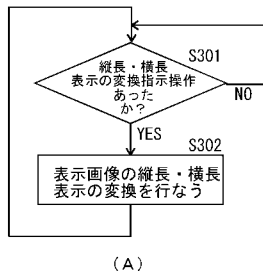 S301
縦長・横長
表示の変換指示操作
あった
か?
NO
YES
S302
表示画像の縦長・横長
表示の変換を行なう
(A)